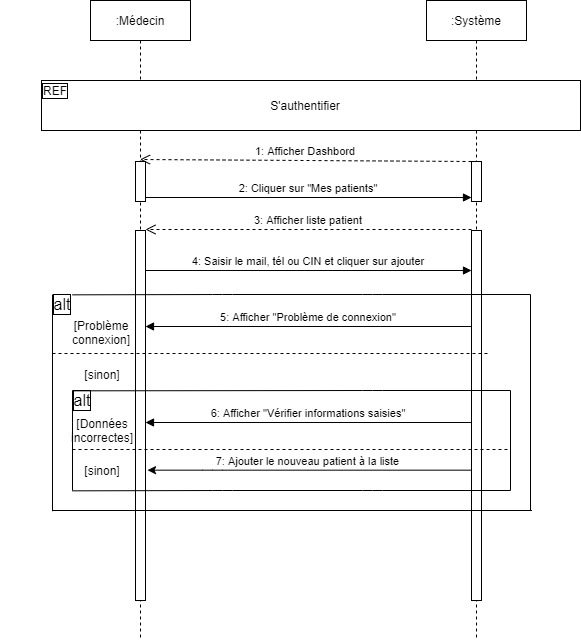 :Médecin
:Système
REF
S'authentifier
1: Afficher Dashbord
2: Cliquer sur "Mes patients"
3: Afficher liste patient
4: Saisir le mail, tél ou CIN et cliquer sur ajouter
alt
[Problème
connexion]
5: Afficher "Problème de connexion"
[sinon]
alt
6: Afficher "Vérifier informations saisies"
[Données
ncorrectes]
7: Ajouter le nouveau patient à la liste
[sinon]